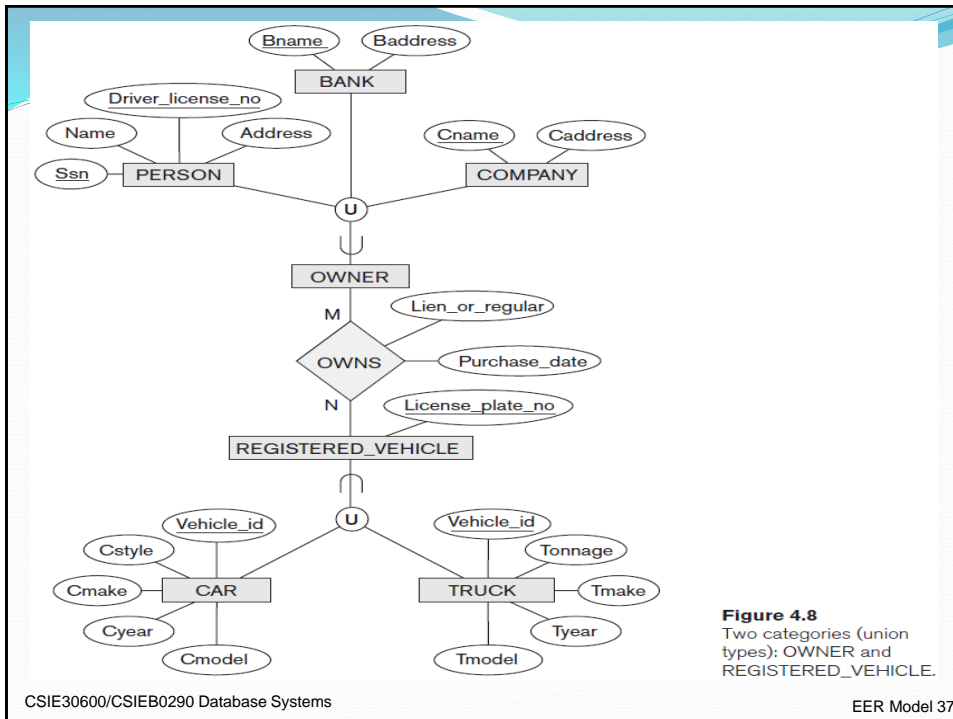 Bname Baddress
BANK
Driver_license_no
Name Address
Cname Caddress
Ssn PERSON COMPANY
U
OWNER
M
Lien_or_regular
OWNS Purchase_date
N
License_plate_no
REGISTERED_VEHICLE
U
Vehicle_id Vehicle_id
Cstyle Tonnage
Cmake CAR TRUCK Tmake
Cyear Tyear
Cmodel Tmodel
Figure 4.8
Two categories (union
types): OWNER and
REGISTERED_VEHICLE.
CSIE30600/CSIEB0290 Database Systems
EER Model 37